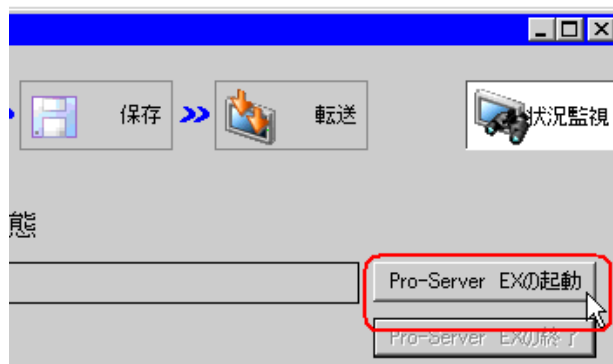 保存
転送
状況監視
態
Pro-Server EXの起動
Pro-Server EXの終了